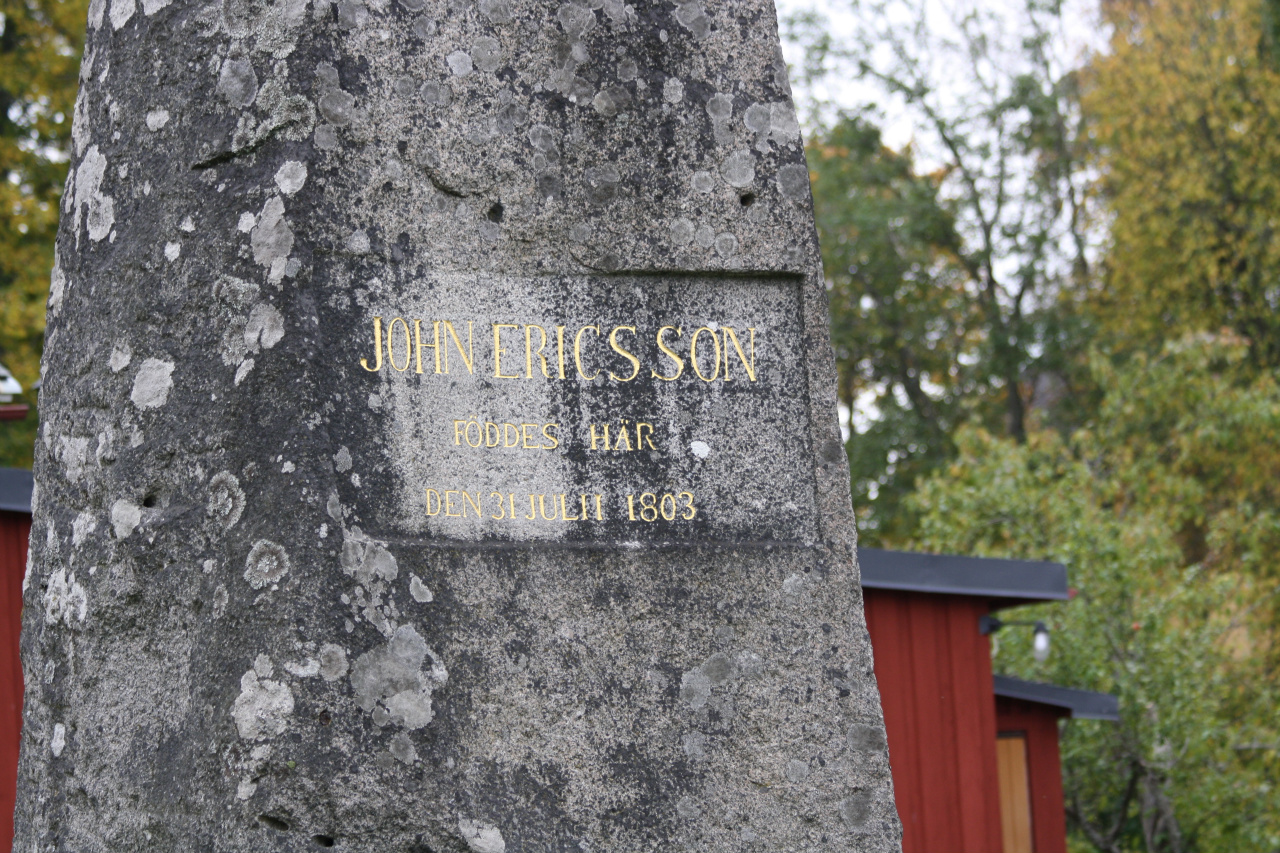 JOHN ERICSSON
FÖDDES HÄR
DEN 31 JULII 1803